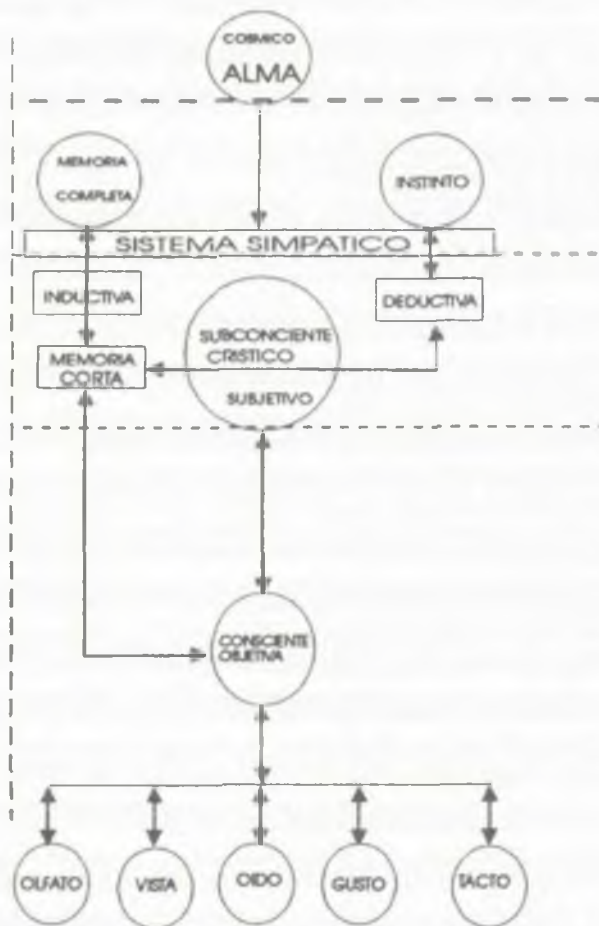 COSMICO
ALMA
MEMORIA
COMPLETA
INSTINTO
SISTEMA SIMPATICO
INDUCTIVA
DEDUCTIVA
SUBCONCIENTE
CRISTICO
SUBJETIVO
MEMORIA
CORTA
CONSCIENTE
OBJETIVA
OLFATO
VISTA
OIDO
GUSTO
TACTO